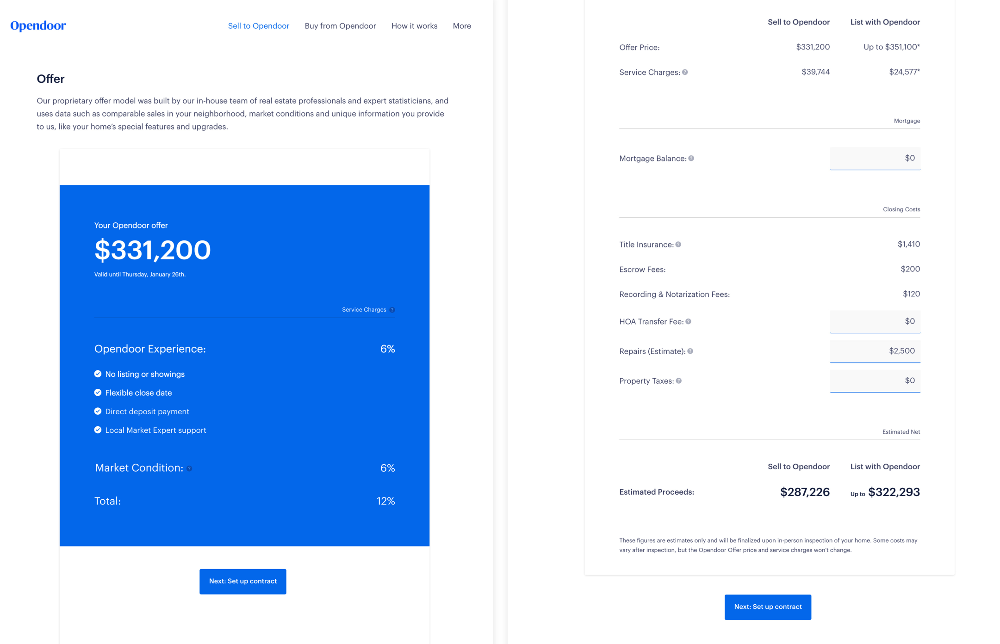 Opendoor
Sell to Opendoor Buy from Opendoor How it works More
Offer
Our proprietary offer model was built by our in-house team of real estate professionals and expert statisticians, and
uses data such as comparable sales in your neighborhood, market conditions and unique information you provide
to us, like your home’s special features and upgrades.
Your Opendoor offer
$331,200
Valid until Thursday, January 26th.
Service Charges ?
Opendoor Experience: 6%
No listing or showings
Flexible close date
Direct deposit payment
Local Market Expert support
Market Condition: ? 6%
Total: 12%
Next: Set up contract
Sell to Opendoor List with Opendoor
Offer Price: $331,200 Up to $351,100*
Service Charges: ? $39,744 $24,577*
Mortgage
Mortgage Balance: ? $0
Closing Costs
Title Insurance: ? $1,410
Escrow Fees: $200
Recording & Notarization Fees: $120
HOA Transfer Fee: ? $0
Repairs (Estimate): ? $2,500
Property Taxes: ? $0
Estimated Net
Sell to Opendoor List with Opendoor
Estimated Proceeds: $287,226 Up to $322,293
These figures are estimates only and will be finalized upon in-person inspection of your home. Some costs may
vary after inspection, but the Opendoor Offer price and service charges won’t change.
Next: Set up contract